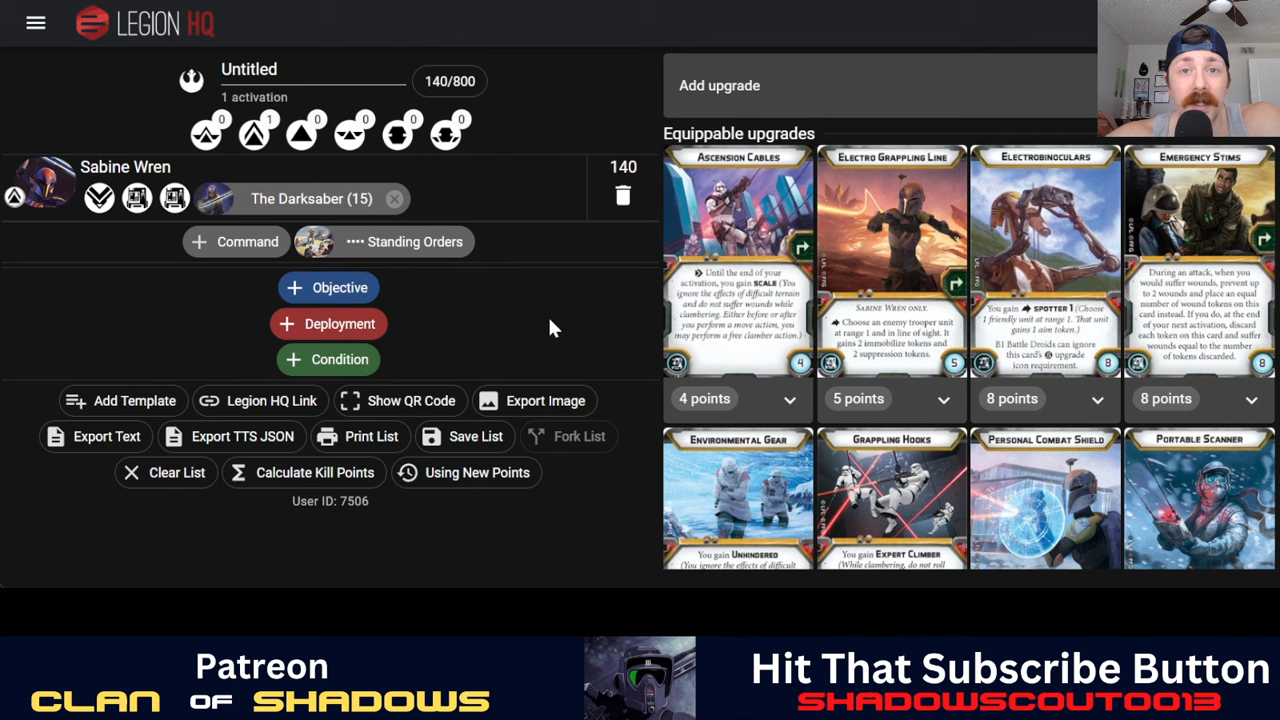 LEGION HQ
Untitled
140/800
1 activation
0 1 0 0 0 0
Sabine Wren
140
The Darksaber (15)
Command
•••• Standing Orders
Objective
Deployment
Condition
Add Template
Legion HQ Link
Show QR Code
Export Image
Export Text
Export TTS JSON
Print List
Save List
Fork List
Clear List
Calculate Kill Points
Using New Points
User ID: 7506
Add upgrade
Equippable upgrades
Ascension Cables
Until the end of your
activation, you gain Scale (You
ignore the effects of difficult
terrain and do not suffer wounds while
clambering. Either before or after
you perform a move action, you
may perform a free clamber action.)
4
4 points
Electro Grappling Line
Sabine Wren only.
Choose an enemy trooper unit
at range 1 and in line of sight. It
gains 2 immobilize tokens and
2 suppression tokens.
5
5 points
Electrobinoculars
You gain Spotter 1 (Choose
1 friendly unit at range 1. That unit
gains 1 aim token.)
B1 Battle Droids can ignore
this card's upgrade
icon requirement.
8
8 points
Emergency Stims
During an attack, when you
would suffer wounds, prevent up
to 2 wounds and place an equal
number of wound tokens on this
card instead. If you do, at the end
of your next activation, discard
each token on this card and suffer
wounds equal to the number
of tokens discarded.
8
8 points
Environmental Gear
You gain Unhindered
(You ignore the effects of difficult
Grappling Hooks
You gain Expert Climber
(While clambering, do not roll
Personal Combat Shield
Portable Scanner
Patreon
CLAN OF SHADOWS
Hit That Subscribe Button
SHADOWSCOUT0013